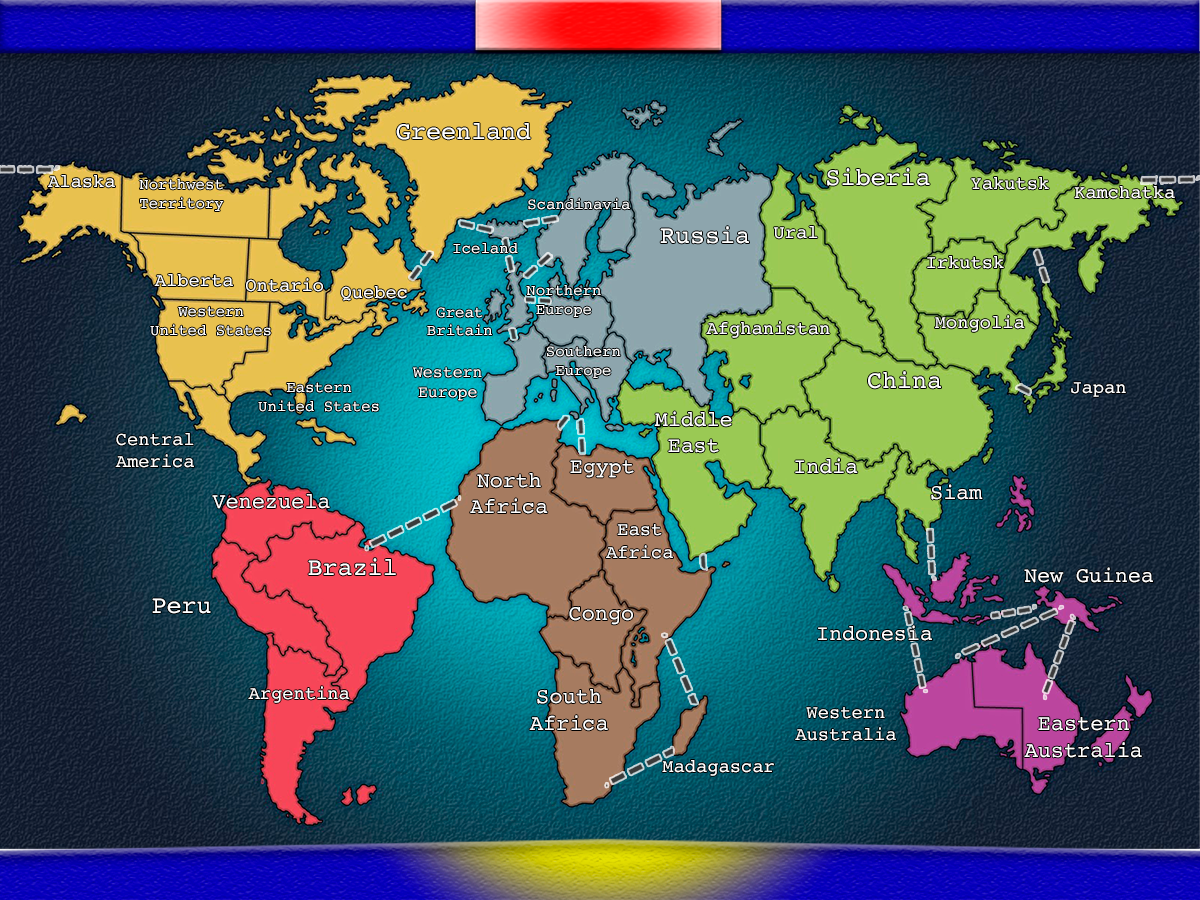 Greenland
Alaska
Northwest
Territory
Alberta
Ontario
Quebec
Western
United States
Eastern
United States
Central
America
Venezuela
Brazil
Peru
Argentina
Scandinavia
Iceland
Russia
Great
Britain
Northern
Europe
Western
Europe
Southern
Europe
Siberia
Yakutsk
Kamchatka
Ural
Irkutsk
Mongolia
Afghanistan
China
Japan
Middle
East
India
Siam
North
Africa
Egypt
East
Africa
Congo
South
Africa
Madagascar
New Guinea
Indonesia
Western
Australia
Eastern
Australia